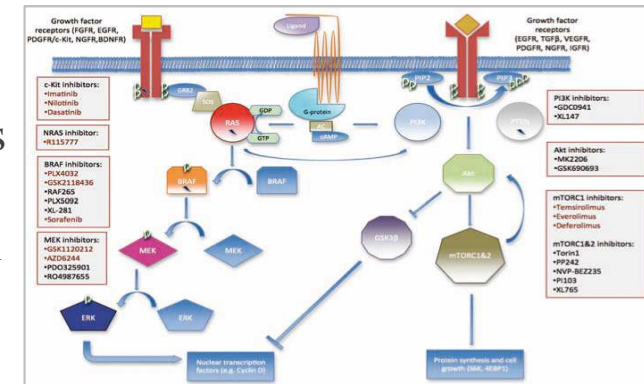 Growth factor
receptors (FGFR, EGFR,
PDGFR/c-Kit, NGFR,BDNFR)
Ligand
Growth factor
receptors
(EGFR, TGFβ, VEGFR,
PDGFR, NGFR, IGFR)
c-Kit inhibitors:
•Imatinib
•Nilotinib
•Dasatinib
NRAS inhibitor:
•R115777
BRAF inhibitors:
•PLX4032
•GSK2118436
•RAF265
•PLX5092
•XL-281
•Sorafenib
MEK inhibitors:
•GSK1120212
•AZD6244
•PDO325901
•RO4987655
GRB2
SOS
RAS
GDP
GTP
G-protein
cAMP
PIP2
PIP3
PI3K
PTEN
P
BRAF
BRAF
P
MEK
MEK
P
ERK
ERK
Akt
GSK3β
mTORC1&2
Nuclear transcription
factors (e.g. Cyclin D)
Protein synthesis and cell
growth (S6K, 4EBP1)
PI3K inhibitors:
•GDCD941
•XL147
Akt inhibitors:
•MK2206
•GSK690693
mTORC1 inhibitors:
•Temsirolimus
•Everolimus
•Deferolimus
mTORC1&2 inhibitors:
•Torin1
•PP242
•NVP-BEZ235
•PI103
•XL765